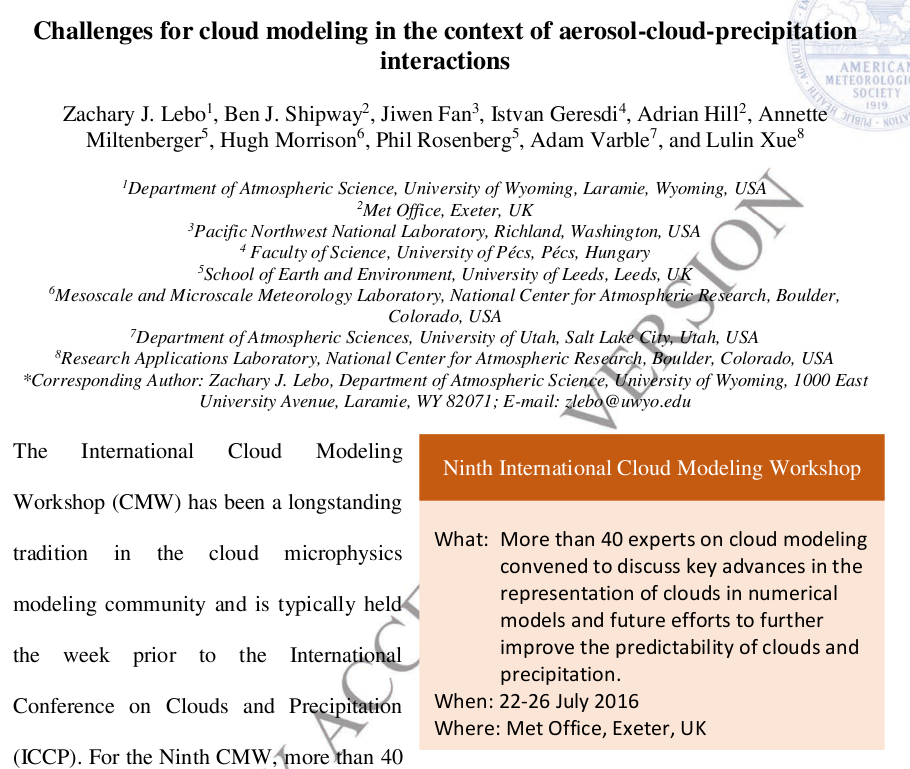 Challenges for cloud modeling in the context of aerosol-cloud-precipitation
interactions
Zachary J. Lebo1, Ben J. Shipway2, Jiwen Fan3, Istvan Geresdi4, Adrian Hill2, Annette
Miltenberger5, Hugh Morrison6, Phil Rosenberg5, Adam Varble7, and Lulin Xue8
1Department of Atmospheric Science, University of Wyoming, Laramie, Wyoming, USA
2Met Office, Exeter, UK
3Pacific Northwest National Laboratory, Richland, Washington, USA
4 Faculty of Science, University of Pécs, Pécs, Hungary
5School of Earth and Environment, University of Leeds, Leeds, UK
6Mesoscale and Microscale Meteorology Laboratory, National Center for Atmospheric Research, Boulder,
Colorado, USA
7Department of Atmospheric Sciences, University of Utah, Salt Lake City, Utah, USA
8Research Applications Laboratory, National Center for Atmospheric Research, Boulder, Colorado, USA
*Corresponding Author: Zachary J. Lebo, Department of Atmospheric Science, University of Wyoming, 1000 East
University Avenue, Laramie, WY 82071; E-mail: zlebo@uwyo.edu
The International Cloud Modeling
Workshop (CMW) has been a longstanding
tradition in the cloud microphysics
modeling community and is typically held
the week prior to the International
Conference on Clouds and Precipitation
(ICCP). For the Ninth CMW, more than 40
Ninth International Cloud Modeling Workshop
What: More than 40 experts on cloud modeling
convened to discuss key advances in the
representation of clouds in numerical
models and future efforts to further
improve the predictability of clouds and
precipitation.
When: 22-26 July 2016
Where: Met Office, Exeter, UK
AMERICAN
METEOROLOGIC
SOCIETY
1919
VERSION